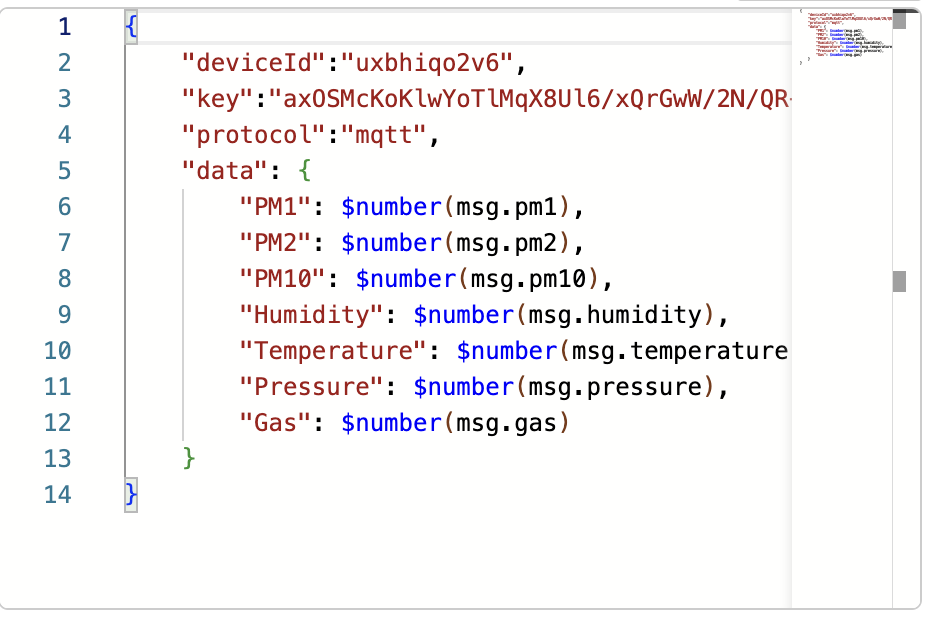 1 {
2 "deviceId":"uxbhiqo2v6",
3 "key":"axOSMcKoKlwYoTlMqX8Ul6/xQrGwW/2N/QR
4 "protocol":"mqtt",
5 "data": {
6 "PM1": $number(msg.pm1),
7 "PM2": $number(msg.pm2),
8 "PM10": $number(msg.pm10),
9 "Humidity": $number(msg.humidity),
10 "Temperature": $number(msg.temperature
11 "Pressure": $number(msg.pressure),
12 "Gas": $number(msg.gas)
13 }
14 }